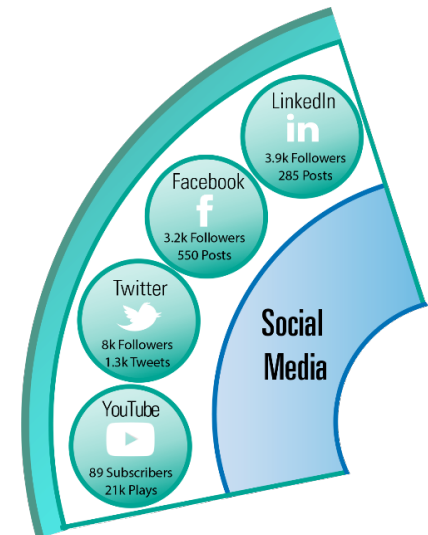 LinkedIn
in
3.9k Followers
285 Posts
Facebook
f
3.2k Followers
550 Posts
Twitter
8k Followers
1.3k Tweets
YouTube
89 Subscribers
21k Plays
Social
Media